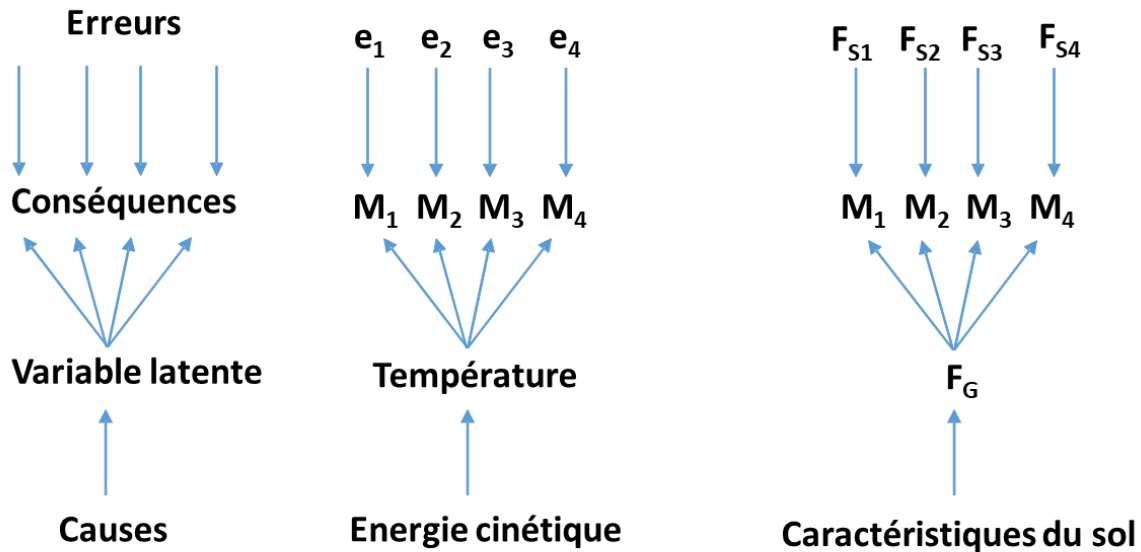 Erreurs
e1 e2 e3 e4
FS1 FS2 FS3 FS4
Conséquences
M1 M2 M3 M4
M1 M2 M3 M4
Variable latente
Température
FG
Causes
Energie cinétique
Caractéristiques du sol